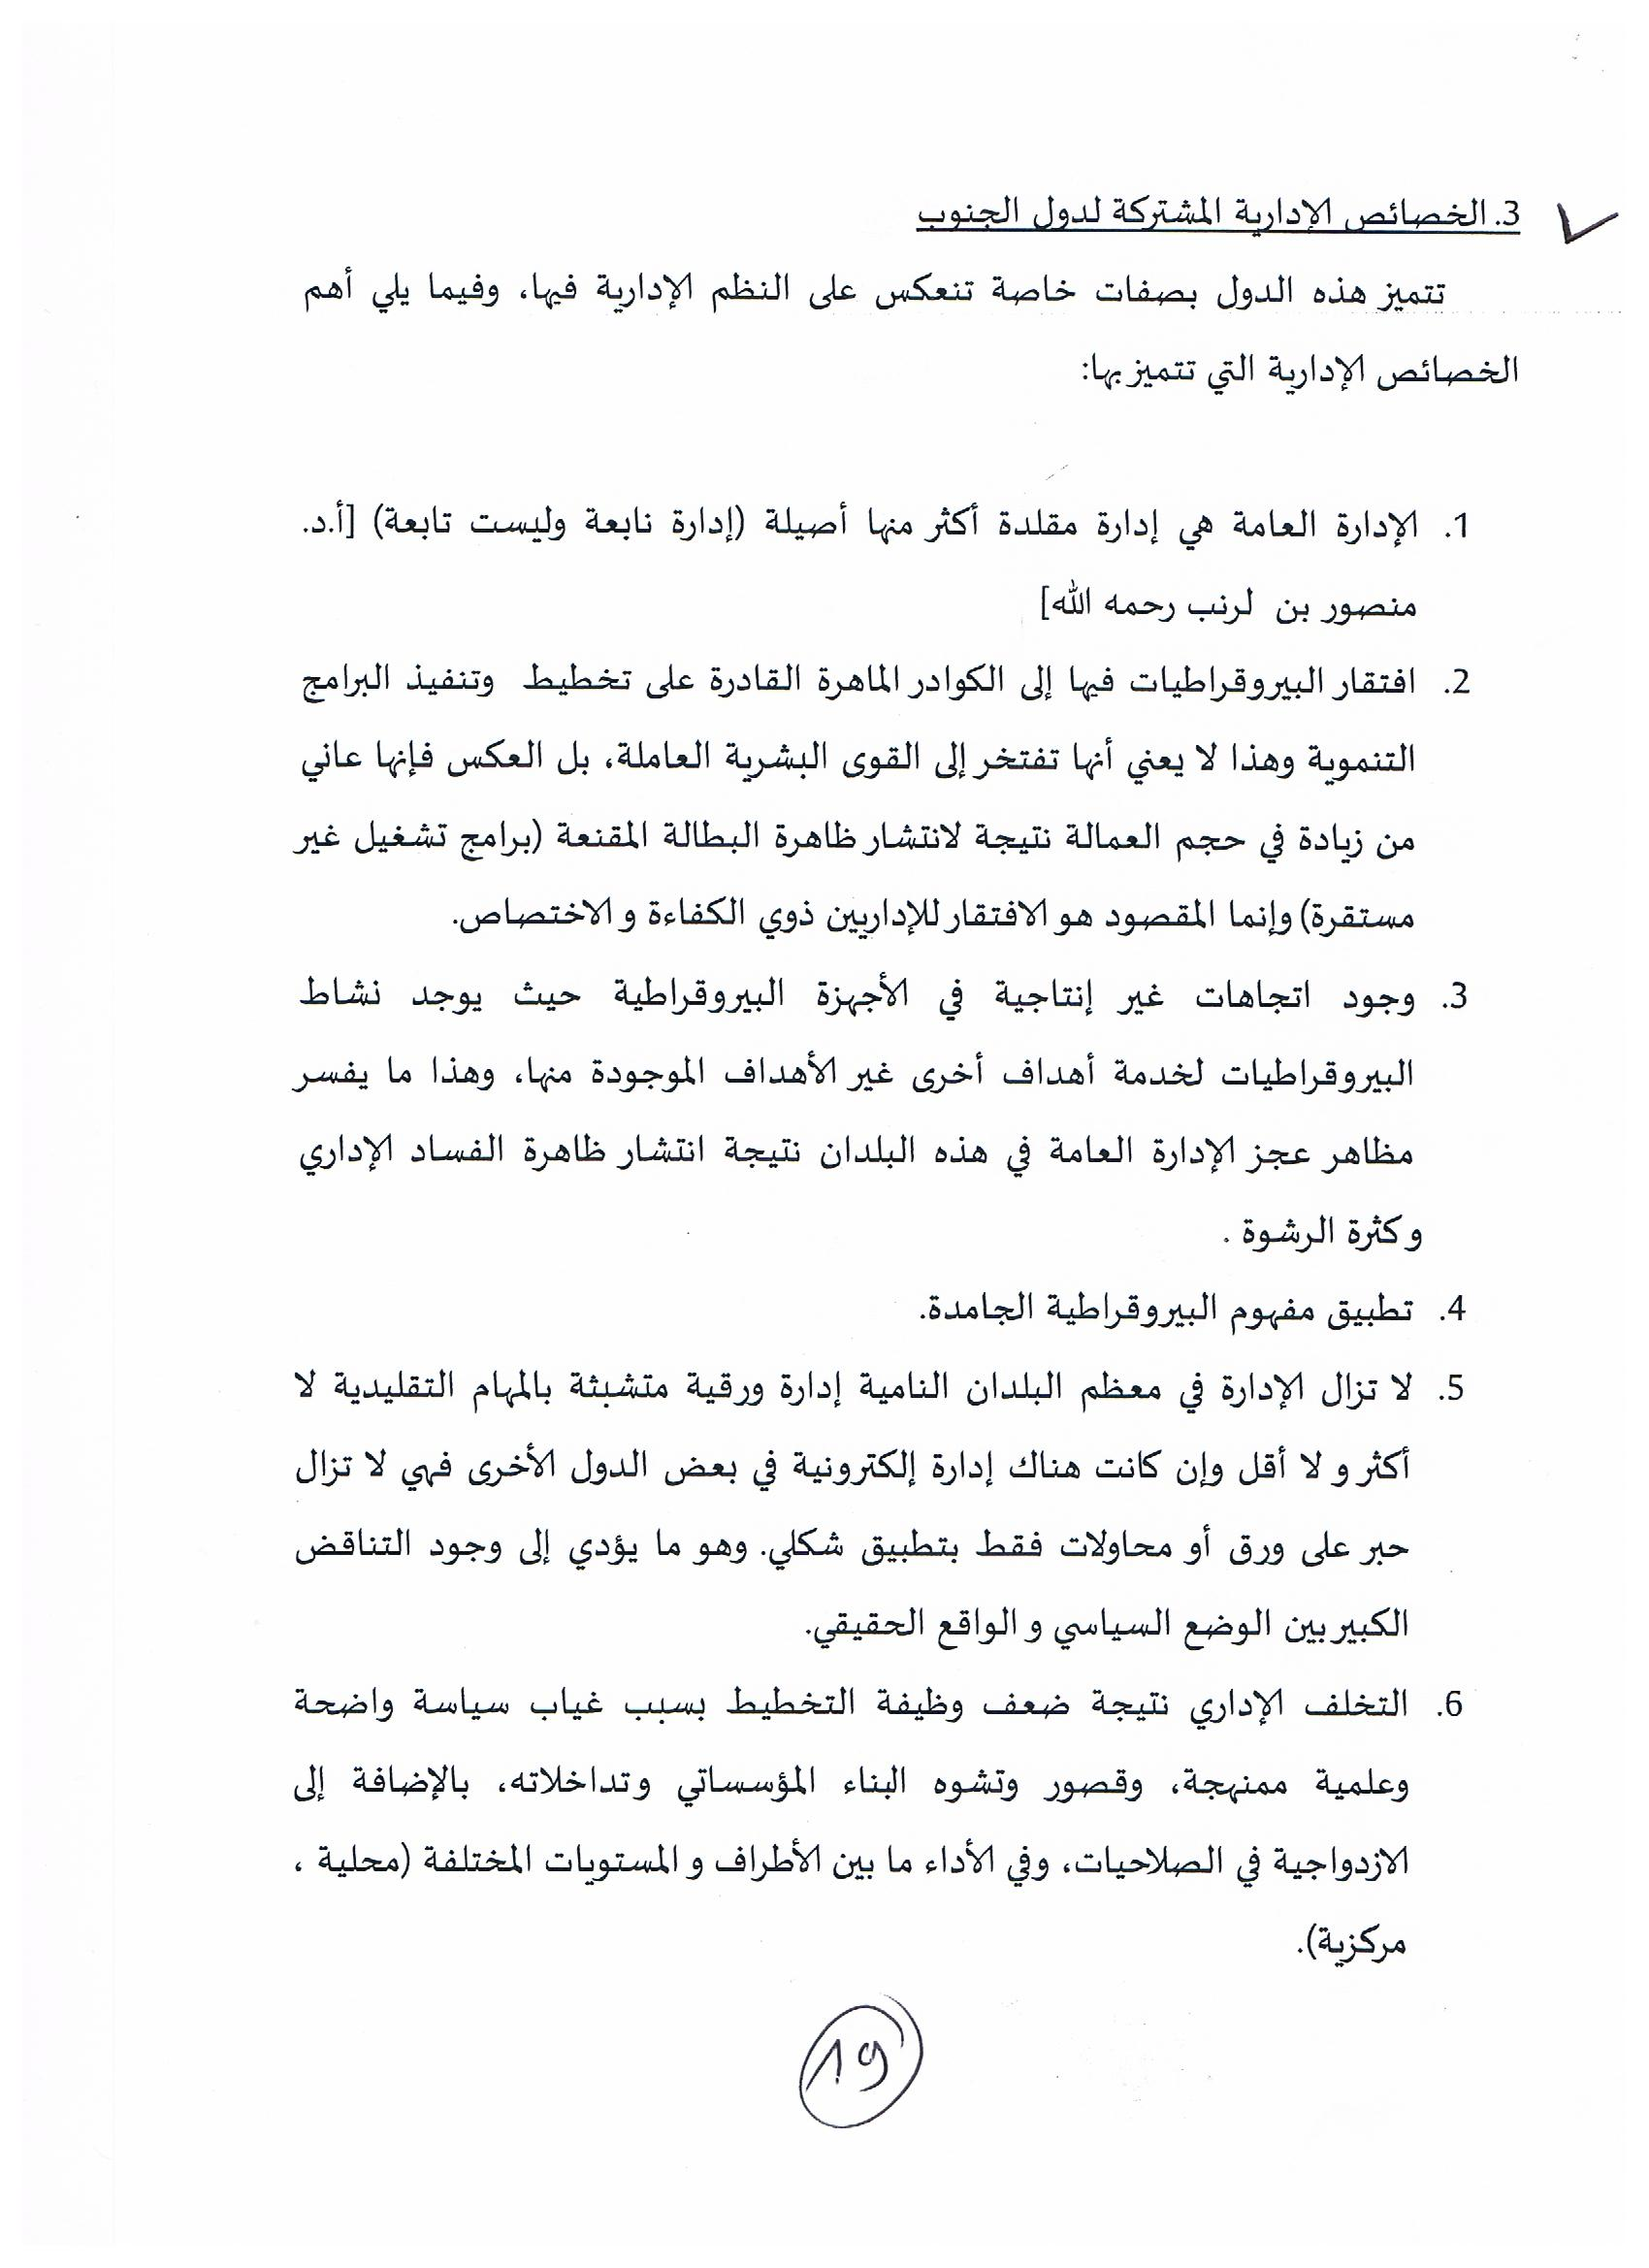 3. الخصائص الإدارية المشتركة لدول الجنوب
تتميز هذه الدول بصفات خاصة تنعكس على النظم الإدارية فيها، وفيما يلي أهم
الخصائص الإدارية التي تتميز بها:
1. الإدارة العامة هي إدارة مقلدة أكثر منها أصيلة (إدارة نابعة وليست تابعة) [أ.د.
منصور بن لرنب رحمه الله]
2. افتقار البيروقراطيات فيها إلى الكوادر الماهرة القادرة على تخطيط وتنفيذ البرامج
التنموية وهذا لا يعني أنها تفتخر إلى القوى البشرية العاملة، بل العكس فإنها عاني
من زيادة في حجم العمالة نتيجة لانتشار ظاهرة البطالة المقنعة (برامج تشغيل غير
مستقرة) وإنما المقصود هو الافتقار للإداريين ذوي الكفاءة و الاختصاص.
3. وجود اتجاهات غير إنتاجية في الأجهزة البيروقراطية حيث يوجد نشاط
البيروقراطيات لخدمة أهداف أخرى غير الأهداف الموجودة منها، وهذا ما يفسر
مظاهر عجز الإدارة العامة في هذه البلدان نتيجة انتشار ظاهرة الفساد الإداري
وكثرة الرشوة .
4. تطبيق مفهوم البيروقراطية الجامدة.
5. لا تزال الإدارة في معظم البلدان النامية إدارة ورقية متشبثة بالمهام التقليدية لا
أكثر و لا أقل وإن كانت هناك إدارة إلكترونية في بعض الدول الأخرى فهي لا تزال
حبر على ورق أو محاولات فقط بتطبيق شكلي. وهو ما يؤدي إلى وجود التناقض
الكبير بين الوضع السياسي و الواقع الحقيقي.
6. التخلف الإداري نتيجة ضعف وظيفة التخطيط بسبب غياب سياسة واضحة
وعلمية ممنهجة، وقصور وتشوه البناء المؤسساتي وتداخلاته، بالإضافة إلى
الازدواجية في الصلاحيات، وفي الأداء ما بين الأطراف و المستويات المختلفة (محلية ،
مركزية).
19